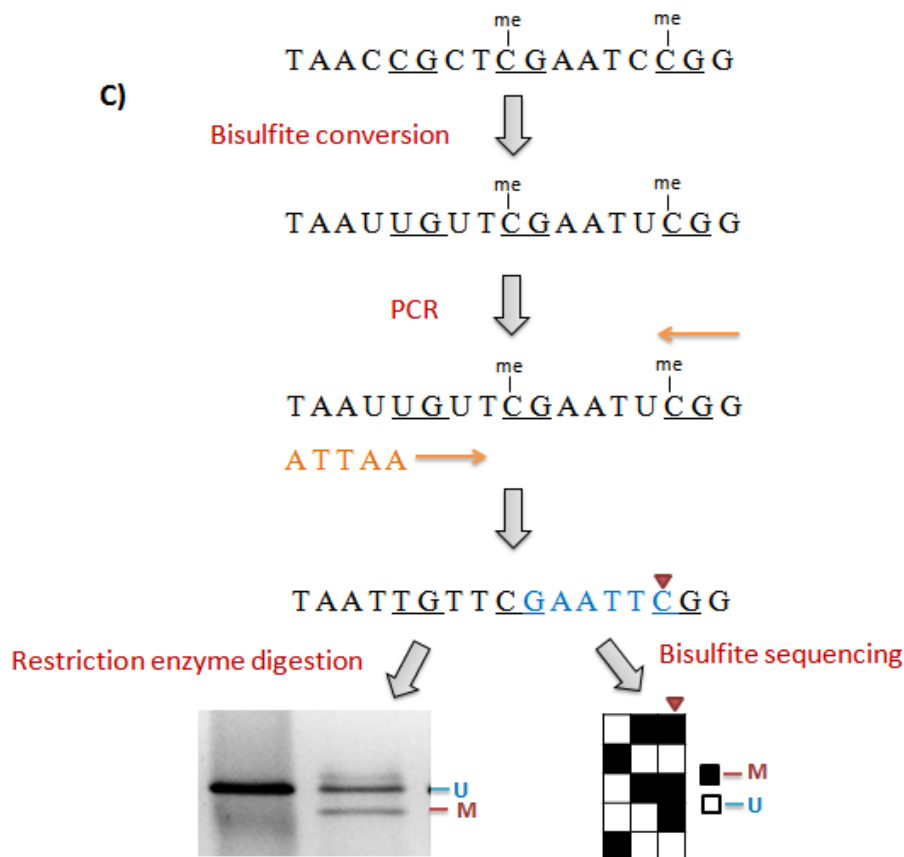 me me
TAACCGCTCGAATCCGG
C)
Bisulfite conversion
me me
TAAUUGUTCGAATUCGG
PCR
me me
TAAUUGUTCGAATUCGG
ATTAA
TAATTGTTCGAATTCGG
Restriction enzyme digestion
Bisulfite sequencing
U
M
M
U